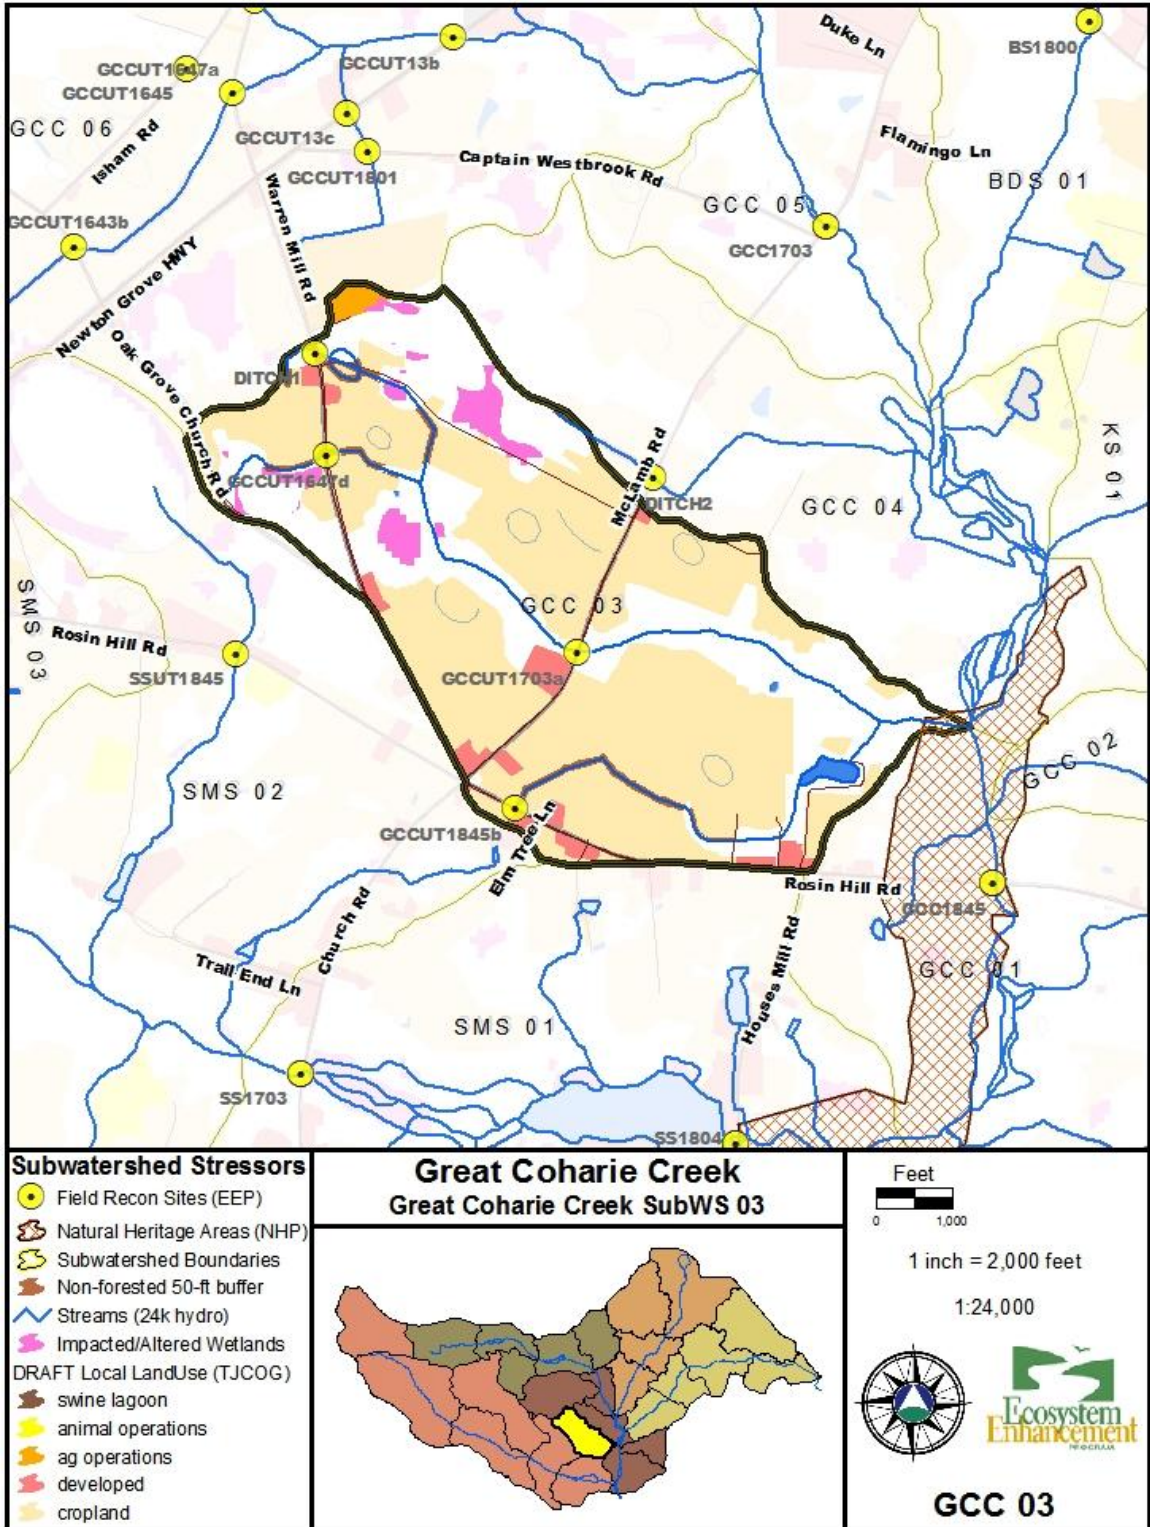 Duke Ln
BS1800
GCCUT13b
GCCUT1647a
GCCUT1645
GCC 06
Isham Rd
GCCUT13c
GCCUT1801
Captain Westbrook Rd
Flamingo Ln
BDS 01
GCC 05
GCC1703
GCCUT1643b
Warren Mill Rd
Newton Grove HWY
Oak Grove Church Rd
DITCH1
GCCUT1647d
McLamb Rd
DITCH2
GCC 04
KS 01
SMS 03
Rosin Hill Rd
SSUT1845
GCC 03
GCCUT1703a
GCC 02
SMS 02
GCCUT1845b
Elm Tree Ln
Rosin Hill Rd
GCC1845
Church Rd
Trail End Ln
Houses Mill Rd
GCC 01
SMS 01
SS1703
SS1804
Subwatershed Stressors
Field Recon Sites (EEP)
Natural Heritage Areas (NHP)
Subwatershed Boundaries
Non-forested 50-ft buffer
Streams (24k hydro)
Impacted/Altered Wetlands
DRAFT Local LandUse (TJCOG)
swine lagoon
animal operations
ag operations
developed
cropland
Great Coharie Creek
Great Coharie Creek SubWS 03
Feet
0 1,000
1 inch = 2,000 feet
1:24,000
Ecosystem
Enhancement
GCC 03